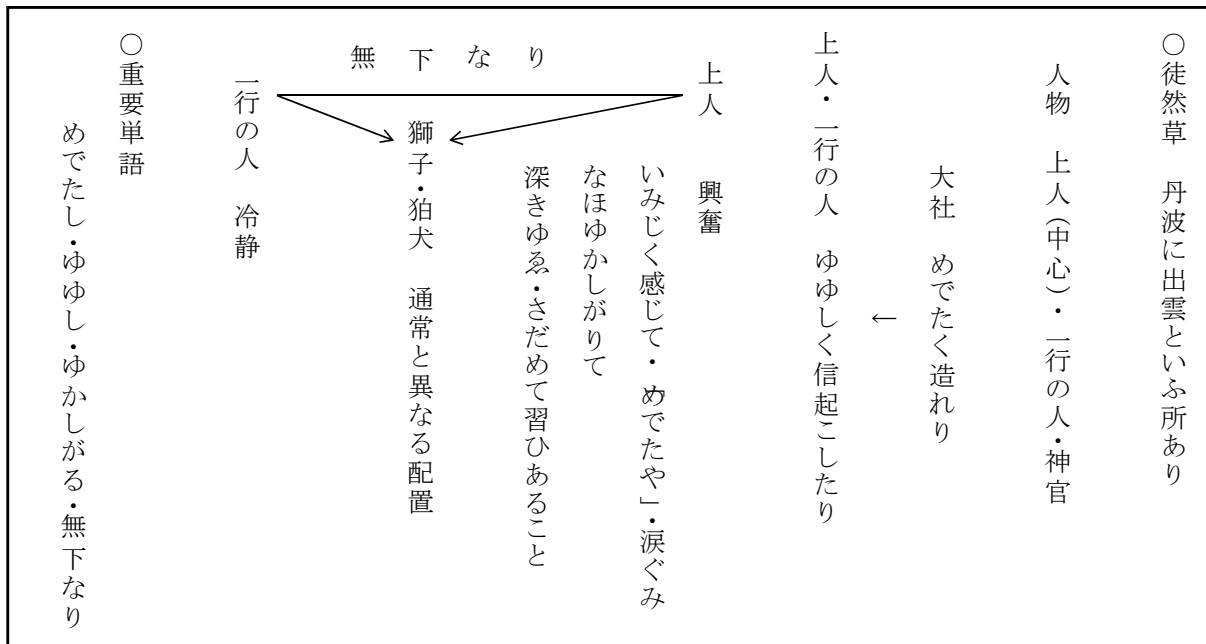 ○徒然草　丹波に出雲といふ所あり
人物　上人（中心）・一行の人・神官
大社　めでたく造れり
←
上人・一行の人　ゆゆしく信起こしたり
上人　興奮
いみじく感じて・「めでたや」・涙ぐみ
なほゆかしがりて
深きゆゑ・さだめて習ひあること
無下なり
獅子・狛犬　通常と異なる配置
一行の人　冷静
○重要単語
めでたし・ゆゆし・ゆかしがる・無下なり